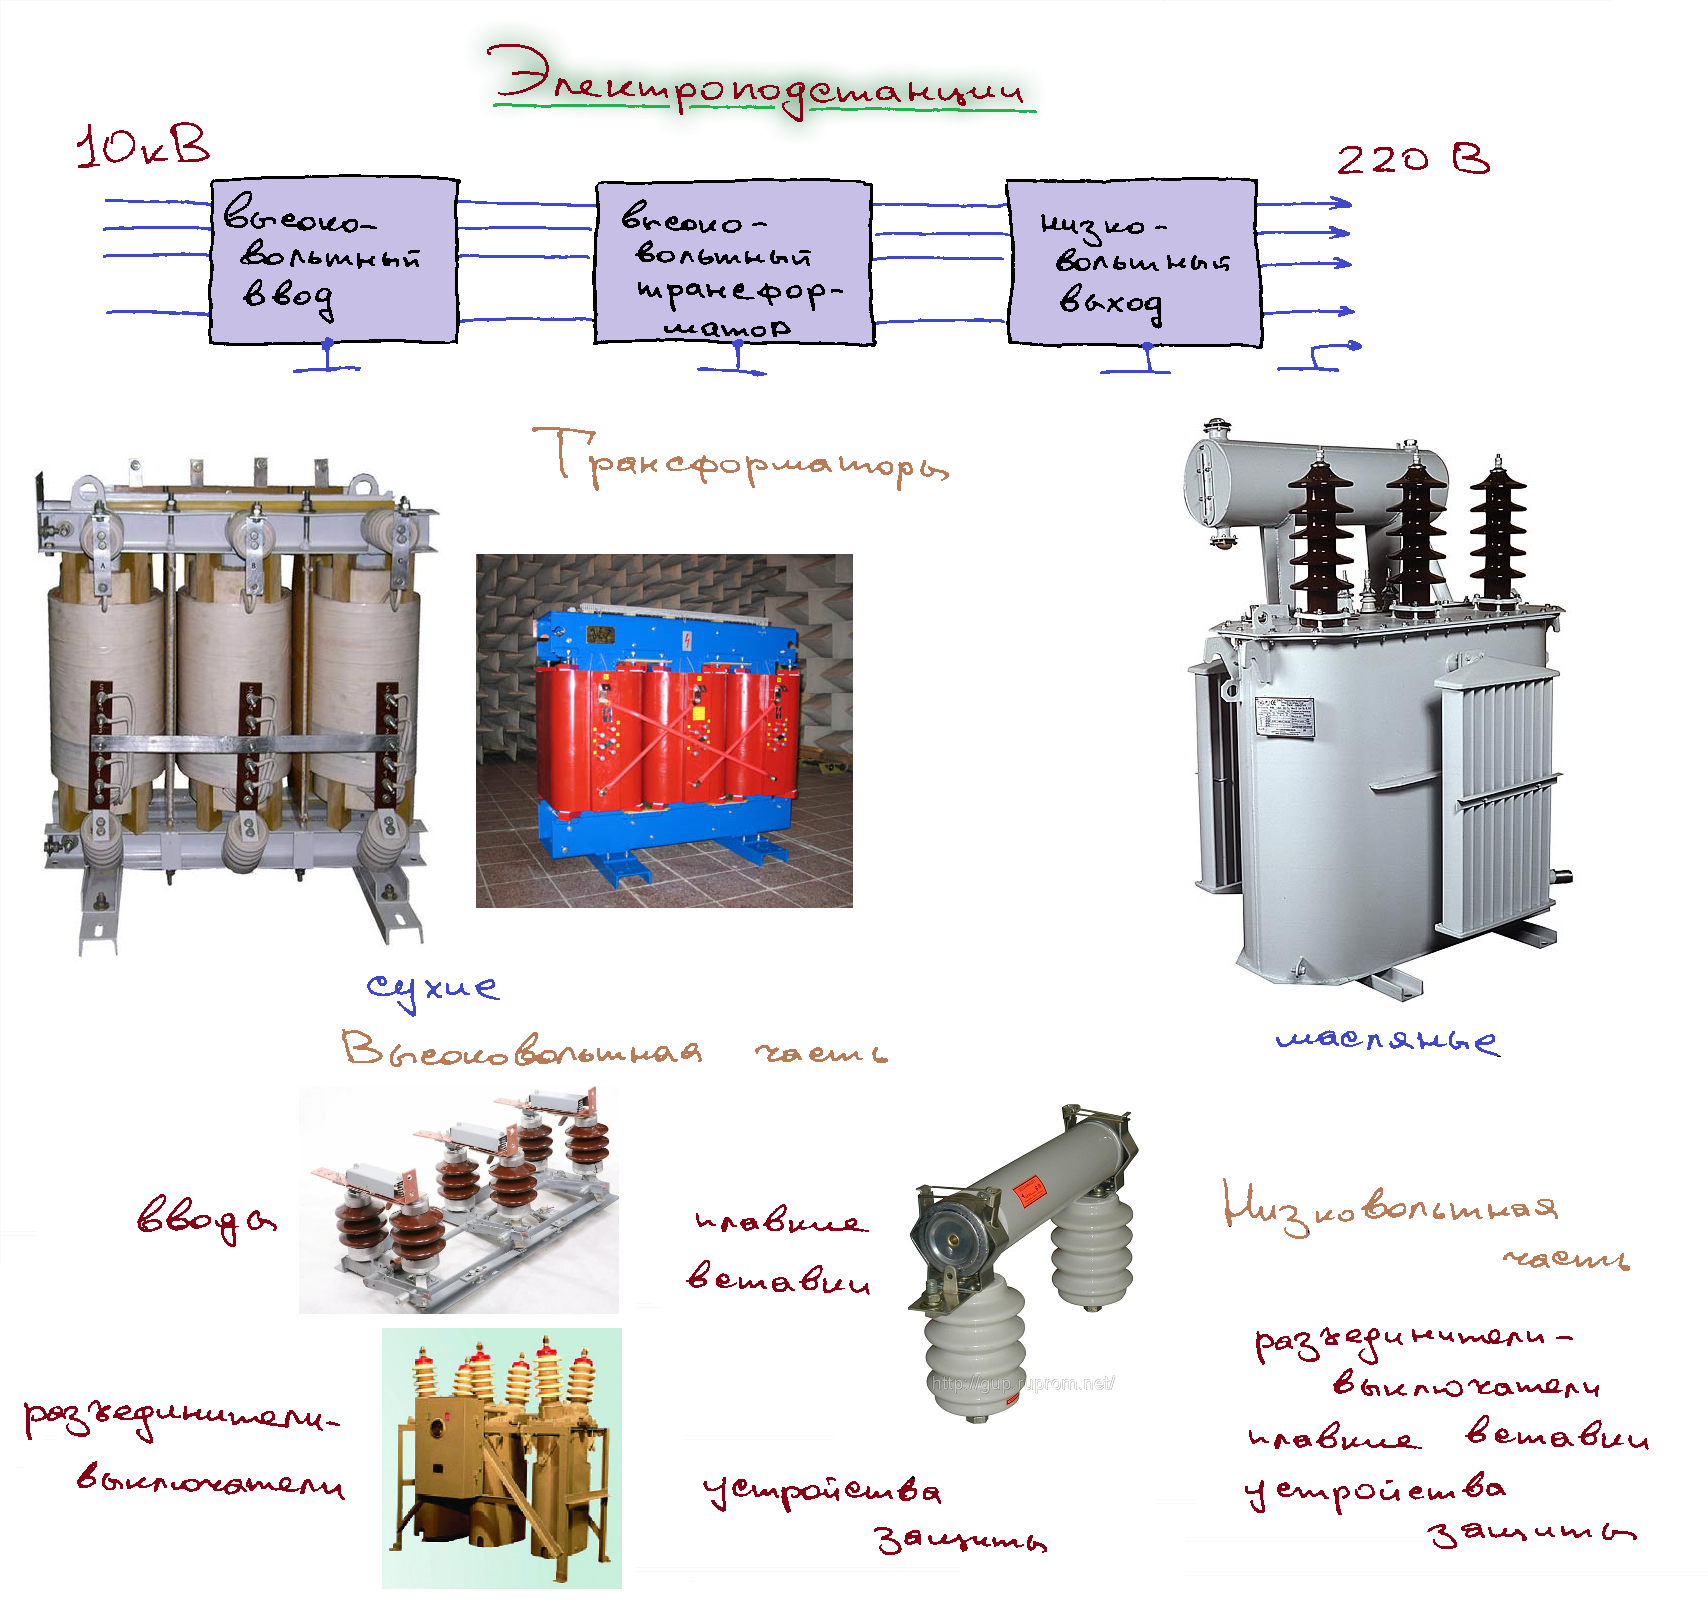 Электроподстанции
10кВ
220 В
высоко-
вольтный
ввод
высоко-
вольтный
трансфор-
матор
низко-
вольтный
выход
Трансформаторы
A
B
C
сухие
масляные
Высоковольтная часть
вводы
плавкие
вставки
http://gup.ruprom.net/
разъединители-
выключатели
устройства
защиты
Низковольтная
часть
разъединители-
выключатели
плавкие вставки
устройства
защиты